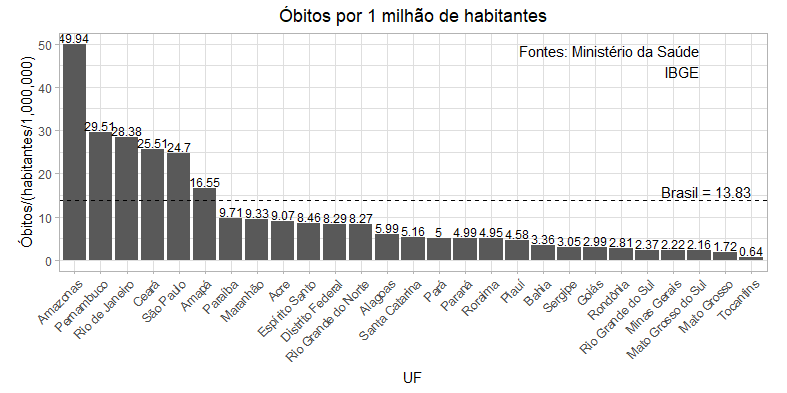 Óbitos por 1 milhão de habitantes
Fontes: Ministério da Saúde
IBGE
Brasil = 13.83
Óbitos/(habitantes/1,000,000)
50
40
30
20
10
0
49.94
29.51
28.38
25.51
24.7
16.55
9.71
9.33
9.07
8.46
8.29
8.27
5.99
5.16
5
4.99
4.95
4.58
3.36
3.05
2.99
2.81
2.37
2.22
2.16
1.72
0.64
Amazonas
Pernambuco
Rio de Janeiro
Ceará
São Paulo
Amapá
Paraíba
Maranhão
Acre
Espírito Santo
Distrito Federal
Rio Grande do Norte
Alagoas
Santa Catarina
Pará
Paraná
Roraima
Piauí
Bahia
Sergipe
Goiás
Rondônia
Rio Grande do Sul
Minas Gerais
Mato Grosso do Sul
Mato Grosso
Tocantins
UF